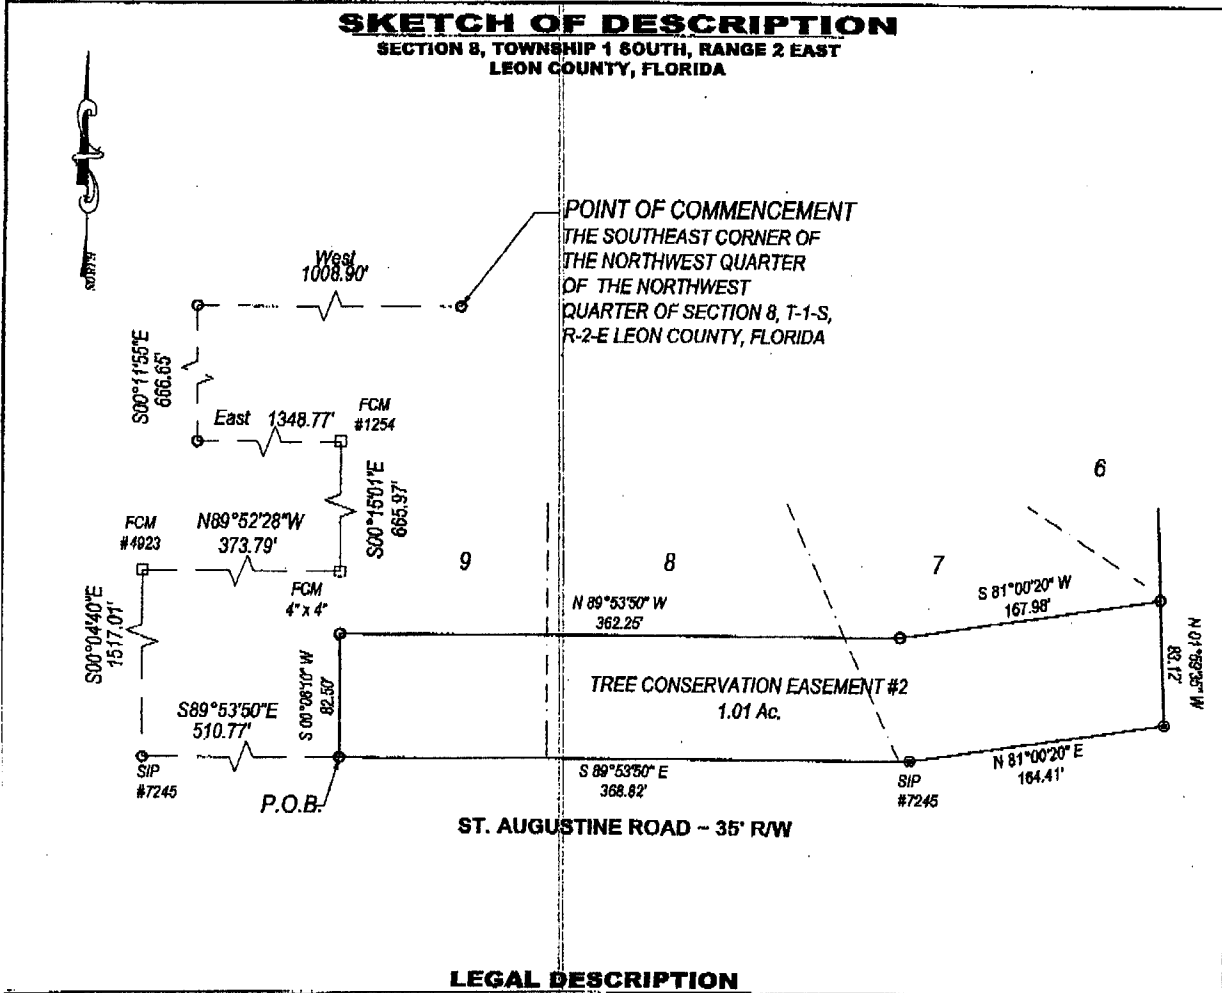 SKETCH OF DESCRIPTION
SECTION 8, TOWNSHIP 1 SOUTH, RANGE 2 EAST
LEON COUNTY, FLORIDA
NORTH
POINT OF COMMENCEMENT
THE SOUTHEAST CORNER OF
THE NORTHWEST QUARTER
OF THE NORTHWEST
QUARTER OF SECTION 8, T-1-S,
R-2-E LEON COUNTY, FLORIDA
West
1008.90'
S00°11'55"E
666.65'
East 1348.77'
FCM
#1254
S00°15'01"E
665.97'
N89°52'28"W
373.79'
FCM
#4923
FCM
4" x 4"
S00°04'40"E
1517.01'
S89°53'50"E
510.77'
SIP
#7245
P.O.B.
S 00°06'10" W
82.50'
9
8
7
6
N 89°53'50" W
362.25'
S 81°00'20" W
167.98'
N 01°59'35" W
83.12'
TREE CONSERVATION EASEMENT #2
1.01 Ac.
S 89°53'50" E
368.82'
SIP
#7245
N 81°00'20" E
164.41'
ST. AUGUSTINE ROAD ~ 35' R/W
LEGAL DESCRIPTION